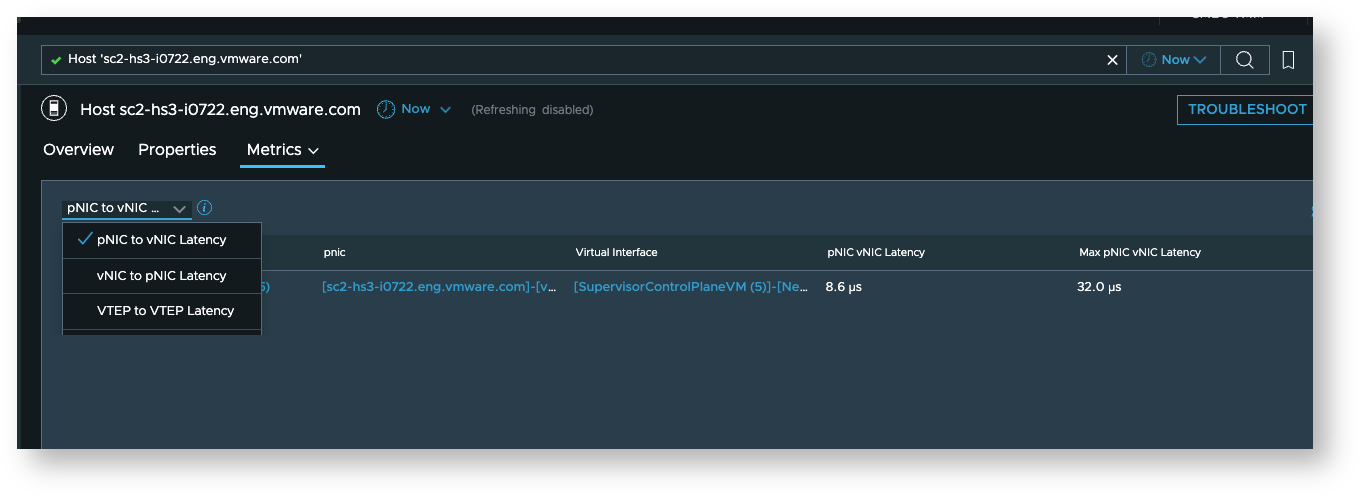 Host 'sc2-hs3-i0722.eng.vmware.com'
Now
Host sc2-hs3-i0722.eng.vmware.com
Now
(Refreshing disabled)
TROUBLESHOOT
Overview
Properties
Metrics
pNIC to vNIC ...
pNIC to vNIC Latency
vNIC to pNIC Latency
VTEP to VTEP Latency
pnic
Virtual Interface
pNIC vNIC Latency
Max pNIC vNIC Latency
5)
[sc2-hs3-i0722.eng.vmware.com]-[v...
[SupervisorControlPlaneVM (5)]-[Ne...
8.6 µs
32.0 µs